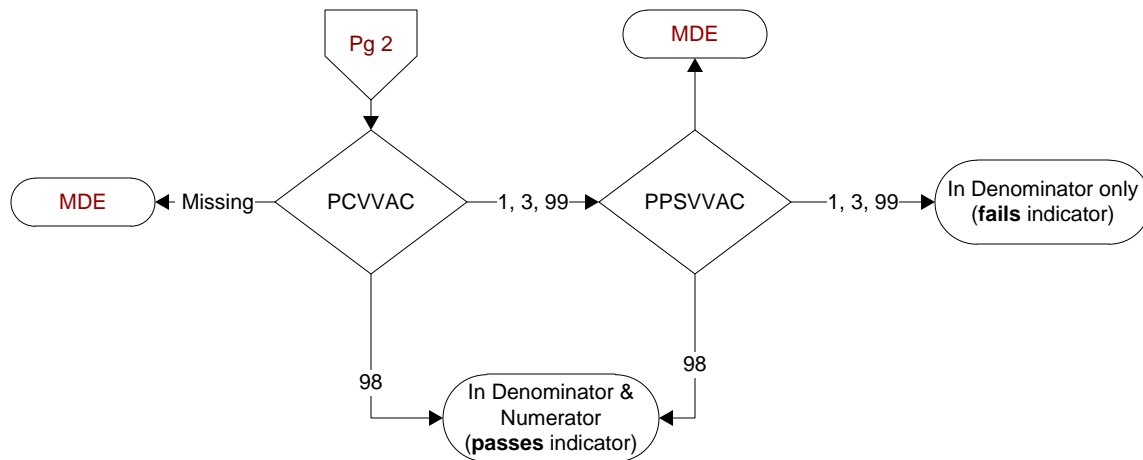 Pg 2
MDE
MDE
Missing
PCVVAC
1, 3, 99
PPSVVAC
1, 3, 99
In Denominator only
(fails indicator)
98
98
In Denominator &
Numerator
(passes indicator)